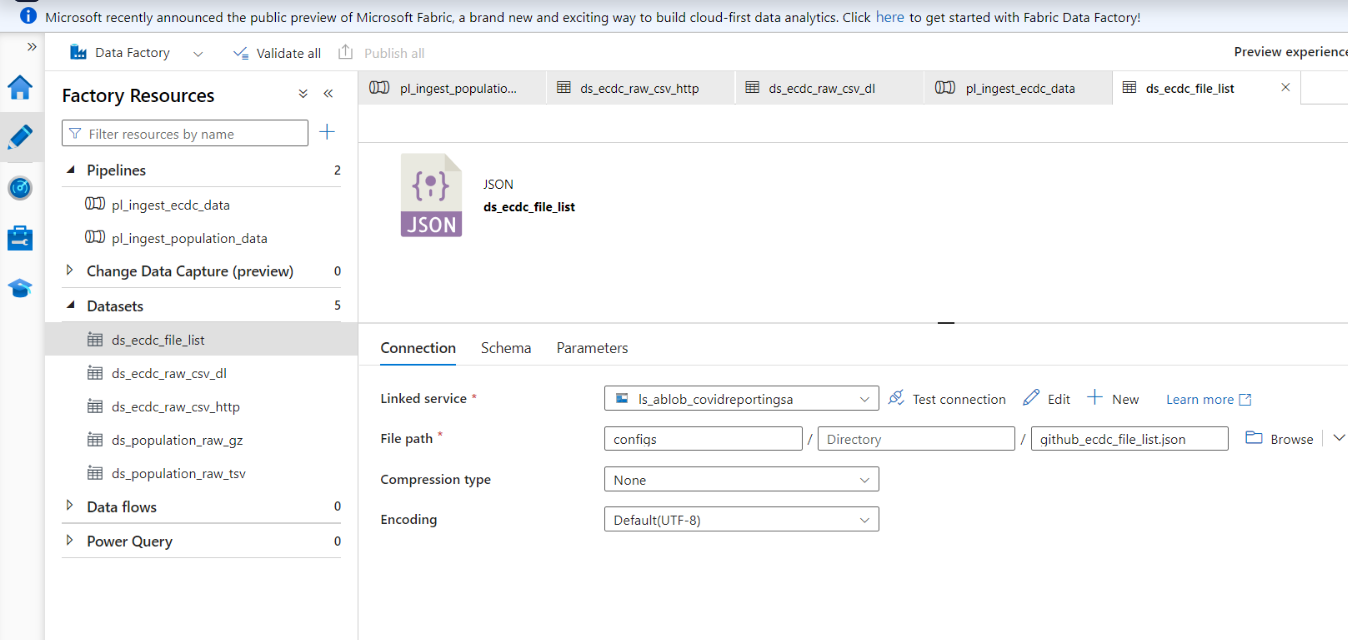 Microsoft recently announced the public preview of Microsoft Fabric, a brand new and exciting way to build cloud-first data analytics. Click here to get started with Fabric Data Factory!
Data Factory
Validate all
Publish all
Preview experience
Factory Resources
Filter resources by name
Pipelines 2
pl_ingest_ecdc_data
pl_ingest_population_data
Change Data Capture (preview) 0
Datasets 5
ds_ecdc_file_list
ds_ecdc_raw_csv_dl
ds_ecdc_raw_csv_http
ds_population_raw_gz
ds_population_raw_tsv
Data flows 0
Power Query 0
pl_ingest_populatio...
ds_ecdc_raw_csv_http
ds_ecdc_raw_csv_dl
pl_ingest_ecdc_data
ds_ecdc_file_list
JSON
JSON
ds_ecdc_file_list
Connection Schema Parameters
Linked service * ls_ablob_covidreportingsa Test connection Edit New Learn more
File path * configs / Directory / github_ecdc_file_list.json Browse
Compression type None
Encoding Default(UTF-8)